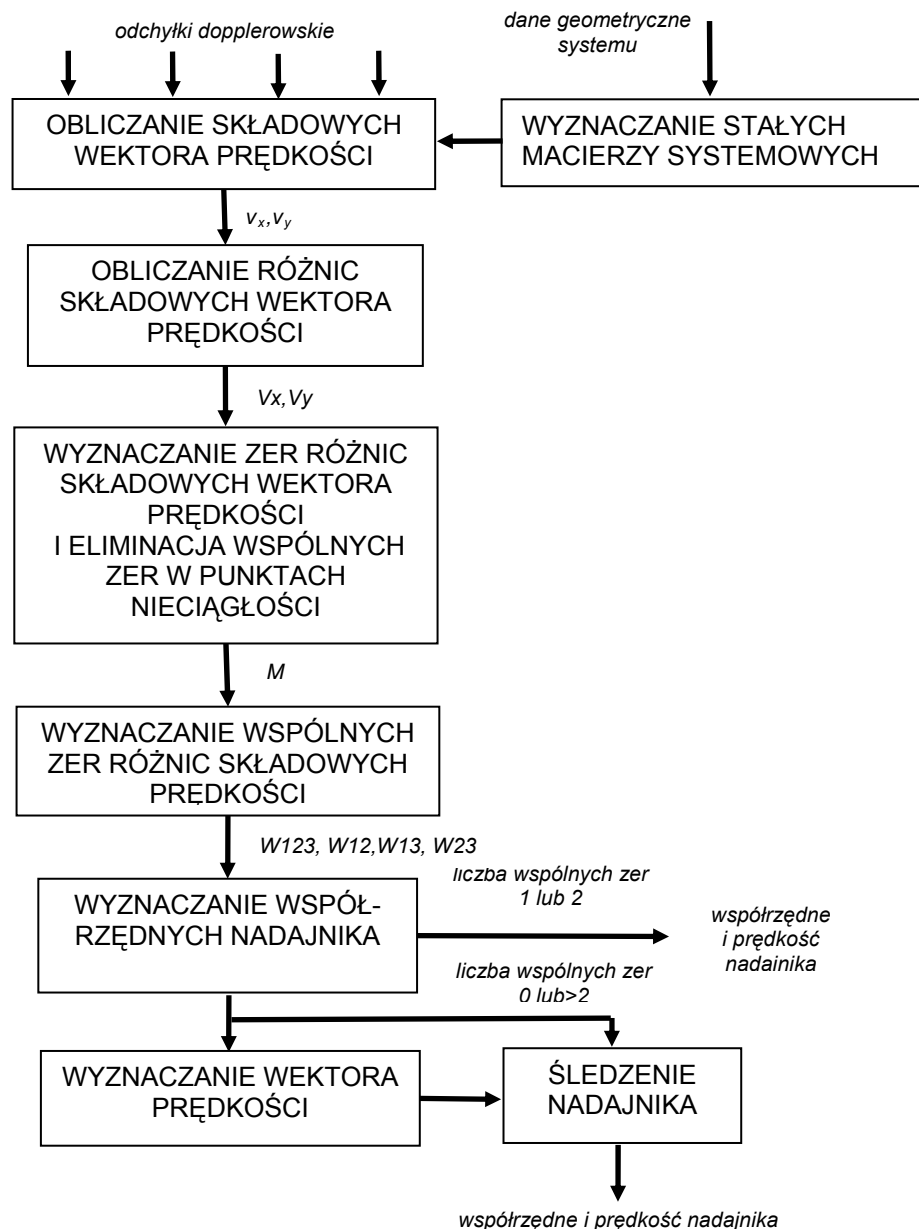 odchyłki dopplerowskie
dane geometryczne
systemu
OBLICZANIE SKŁADOWYCH
WEKTORA PRĘDKOŚCI
WYZNACZANIE STAŁYCH
MACIERZY SYSTEMOWYCH
vx,vy
OBLICZANIE RÓŻNIC
SKŁADOWYCH WEKTORA
PRĘDKOŚCI
Vx,Vy
WYZNACZANIE ZER RÓŻNIC
SKŁADOWYCH WEKTORA
PRĘDKOŚCI
I ELIMINACJA WSPÓLNYCH
ZER W PUNKTACH
NIECIĄGŁOŚCI
M
WYZNACZANIE WSPÓLNYCH
ZER RÓŻNIC SKŁADOWYCH
PRĘDKOŚCI
W123, W12,W13, W23
liczba wspólnych zer
1 lub 2
WYZNACZANIE WSPÓŁ-
RZĘDNYCH NADAJNIKA
współrzędne
i prędkość
nadajnika
liczba wspólnych zer
0 lub>2
WYZNACZANIE WEKTORA
PRĘDKOŚCI
ŚLEDZENIE
NADAJNIKA
współrzędne i prędkość nadajnika